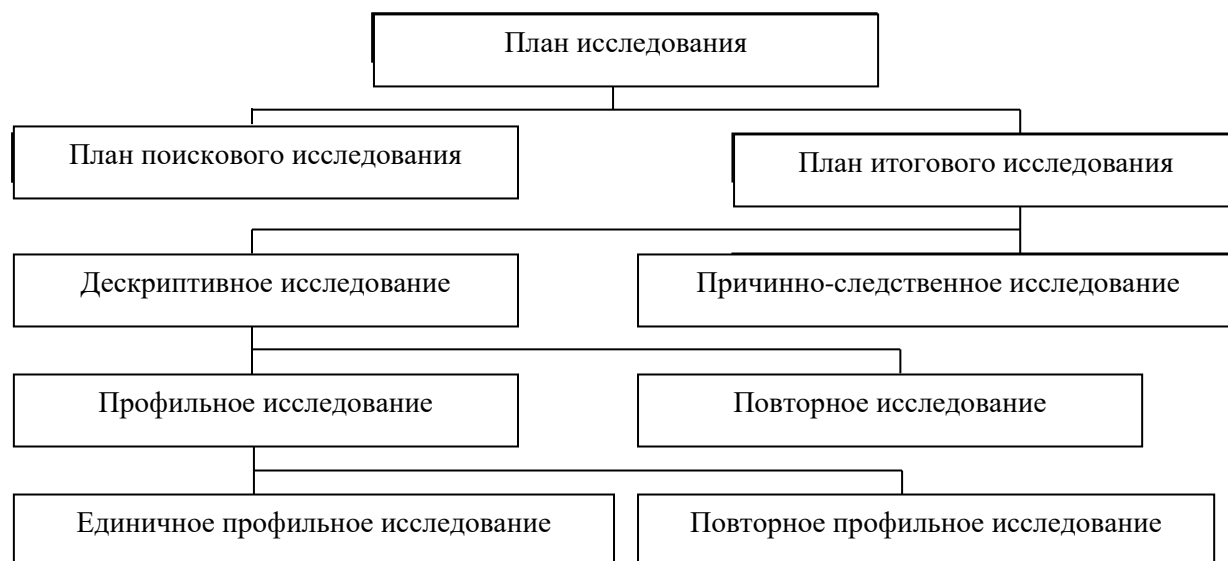 План исследования
План поискового исследования
План итогового исследования
Дескриптивное исследование
Причинно-следственное исследование
Профильное исследование
Повторное исследование
Единичное профильное исследование
Повторное профильное исследование